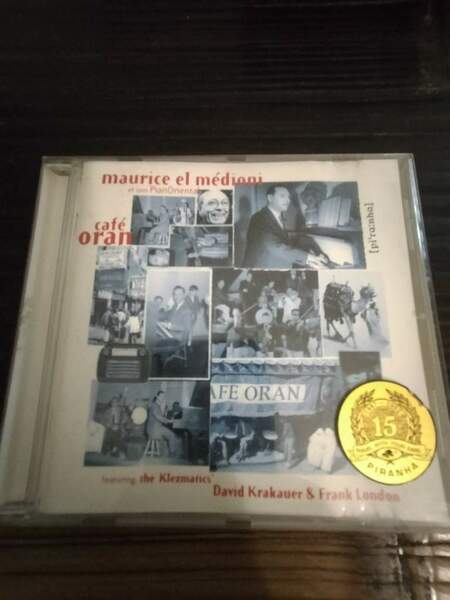 maurice el médioni
et son PianOriental
café
oran
[pi'ra:nha]
CAFE ORAN
15
PIRANHA
featuring: the Klezmatics
David Krakauer & Frank London